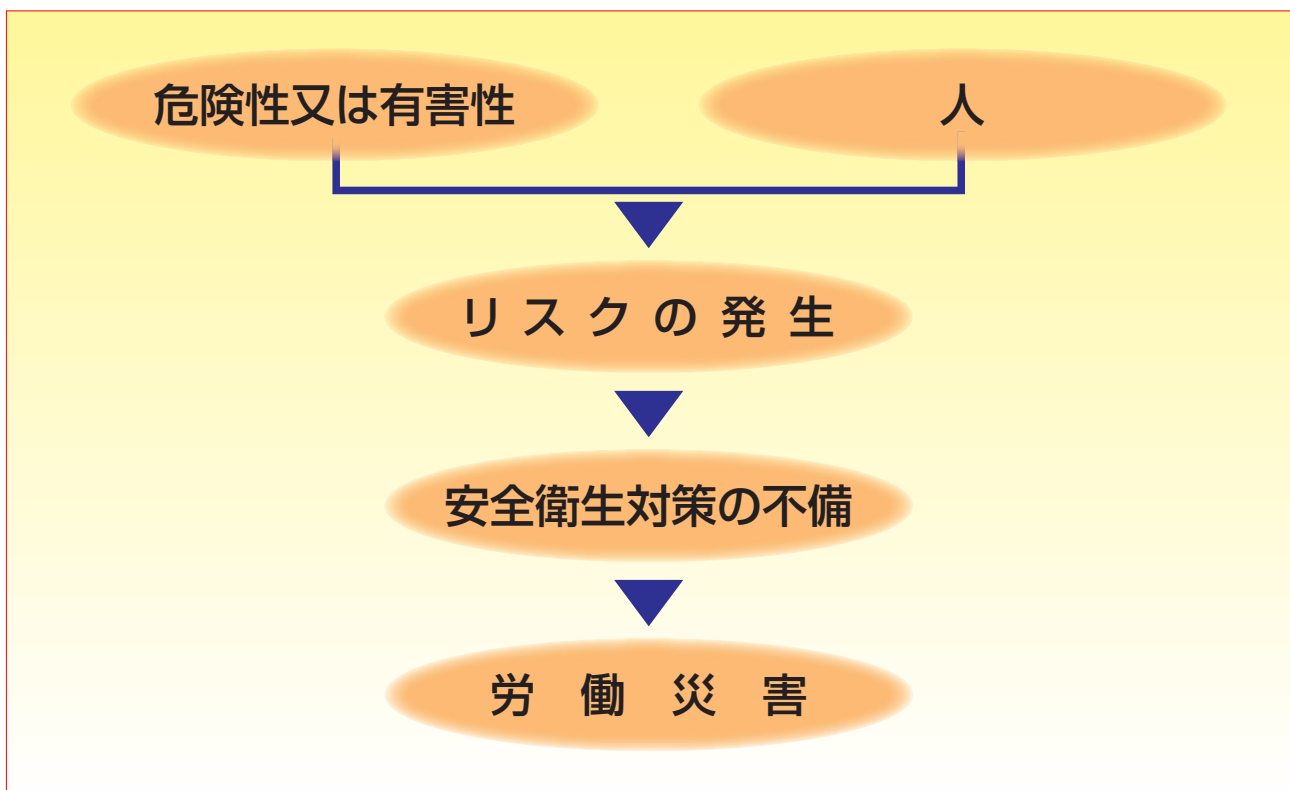 危険性又は有害性
人
リスクの発生
安全衛生対策の不備
労働災害